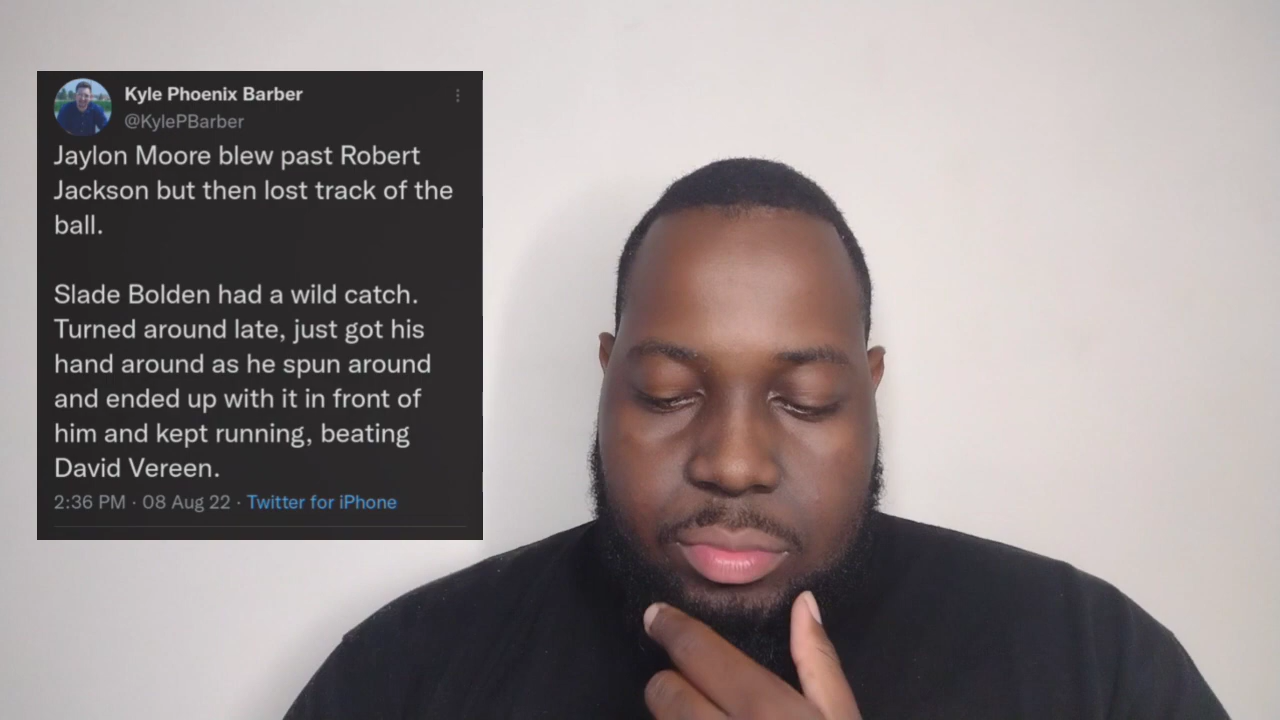 Kyle Phoenix Barber
@KylePBarber
Jaylon Moore blew past Robert
Jackson but then lost track of the
ball.
Slade Bolden had a wild catch.
Turned around late, just got his
hand around as he spun around
and ended up with it in front of
him and kept running, beating
David Vereen.
2:36 PM · 08 Aug 22 · Twitter for iPhone